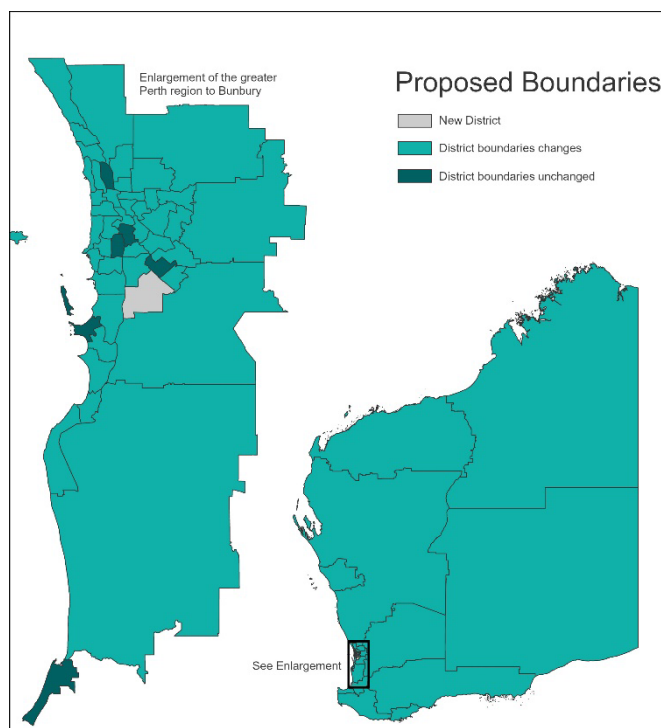 Enlargement of the greater
Perth region to Bunbury
Proposed Boundaries
New District
District boundaries changes
District boundaries unchanged
See Enlargement